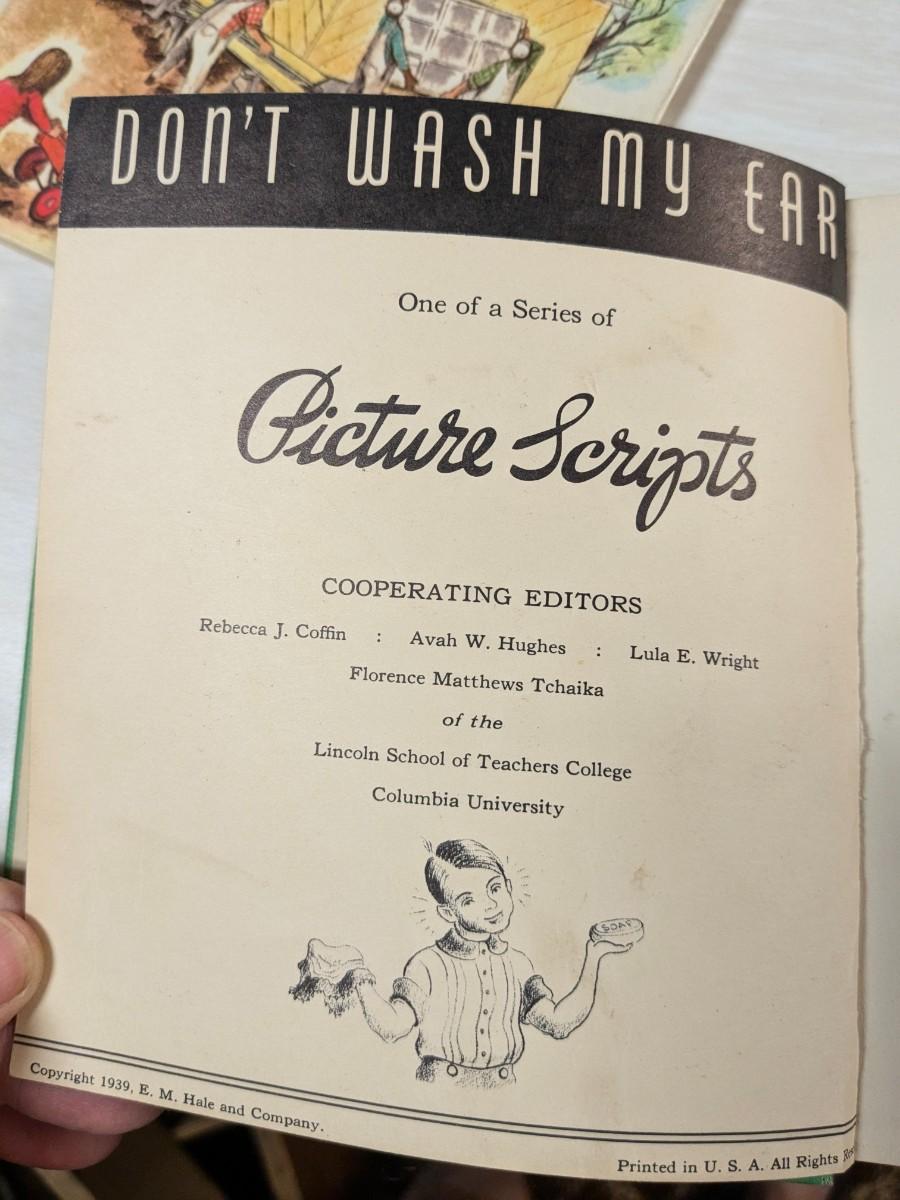 DON'T WASH MY EAR
One of a Series of
Picture Scripts
COOPERATING EDITORS
Rebecca J. Coffin : Avah W. Hughes : Lula E. Wright
Florence Matthews Tchaika
of the
Lincoln School of Teachers College
Columbia University
SOAP
Copyright 1939, E. M. Hale and Company.
Printed in U. S. A. All Rights